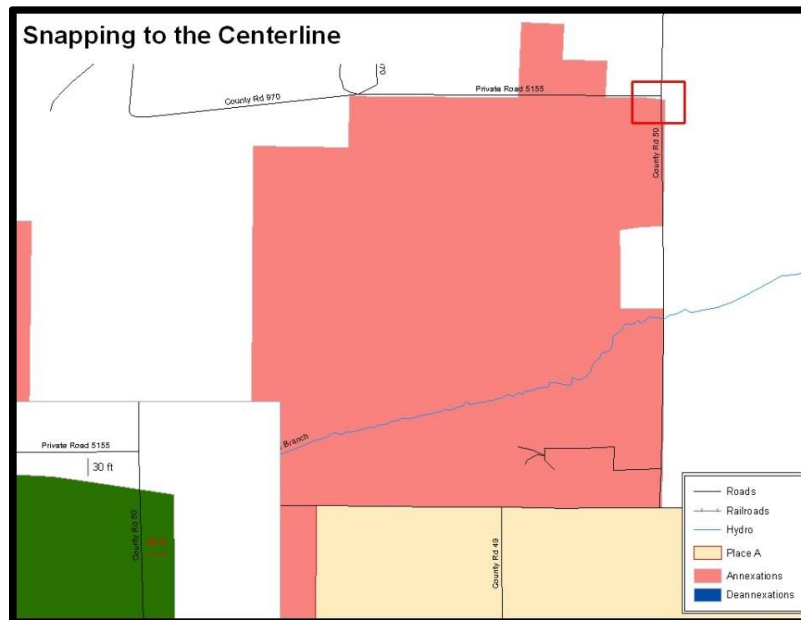 Snapping to the Centerline
70
County Rd 970
Private Road 5155
County Rd 50
Branch
Private Road 5155
30 ft
County Rd 50
County Rd 49
Roads
Railroads
Hydro
Place A
Annexations
Deannexations